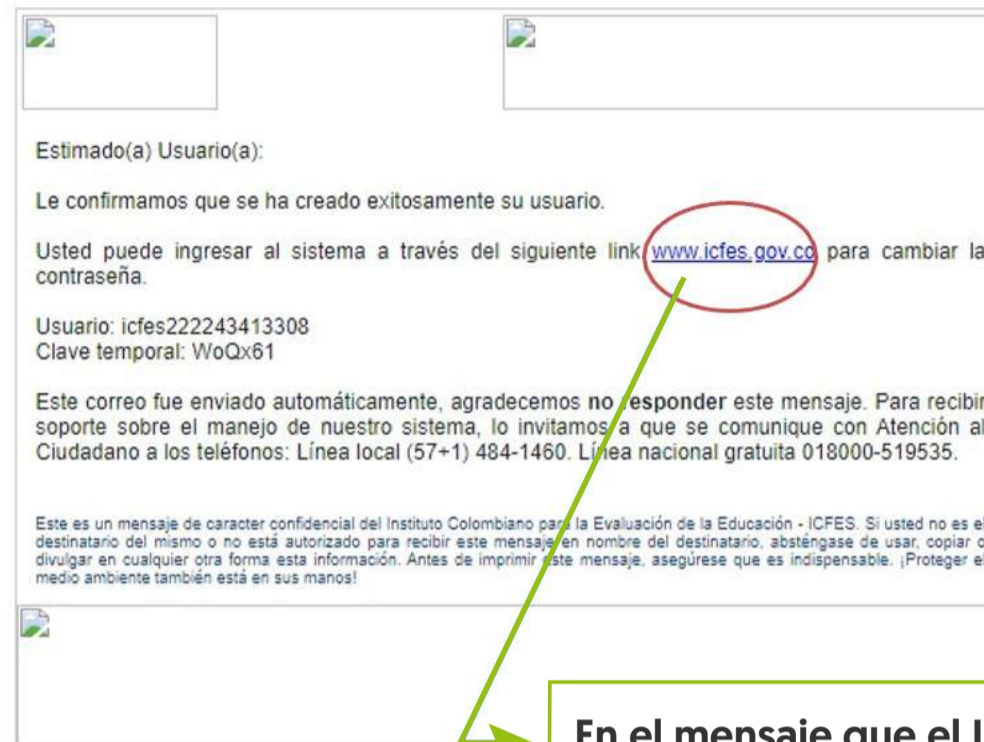 Estimado(a) Usuario(a):
Le confirmamos que se ha creado exitosamente su usuario.
Usted puede ingresar al sistema a través del siguiente link www.icfes.gov.co para cambiar la
contraseña.
Usuario: icfes222243413308
Clave temporal: WoQx61
Este correo fue enviado automáticamente, agradecemos no responder este mensaje. Para recibir
soporte sobre el manejo de nuestro sistema, lo invitamos a que se comunique con Atención al
Ciudadano a los teléfonos: Línea local (57+1) 484-1460. Línea nacional gratuita 018000-519535.
Este es un mensaje de caracter confidencial del Instituto Colombiano para la Evaluación de la Educación - ICFES. Si usted no es el
destinatario del mismo o no está autorizado para recibir este mensaje en nombre del destinatario, absténgase de usar, copiar o
divulgar en cualquier otra forma esta información. Antes de imprimir este mensaje, asegúrese que es indispensable. ¡Proteger el
medio ambiente también está en sus manos!
En el mensaje que el